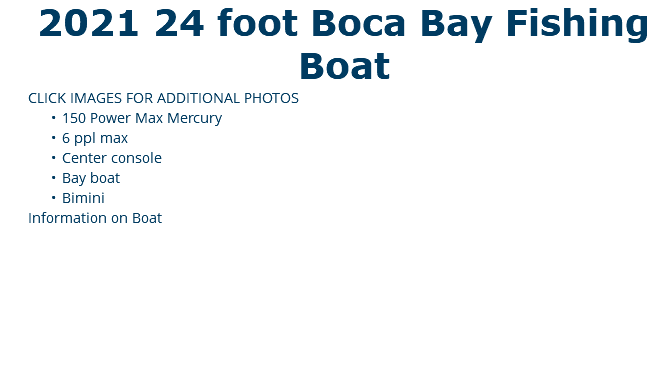 2021 24 foot Boca Bay Fishing
Boat
CLICK IMAGES FOR ADDITIONAL PHOTOS
• 150 Power Max Mercury
• 6 ppl max
• Center console
• Bay boat
• Bimini
Information on Boat